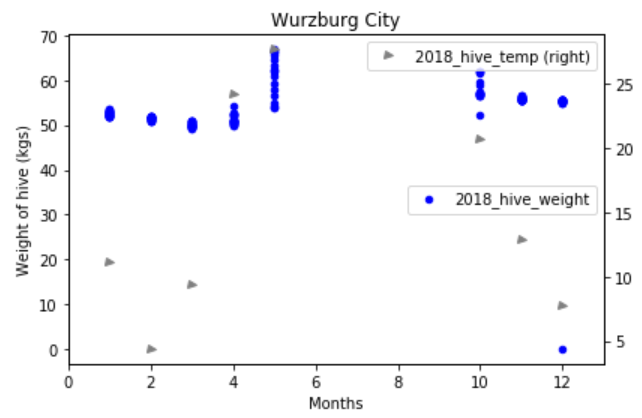 Wurzburg City
2018_hive_temp (right)
2018_hive_weight
Weight of hive (kgs)
70
60
50
40
30
20
10
0
25
20
15
10
5
0 2 4 6 8 10 12
Months